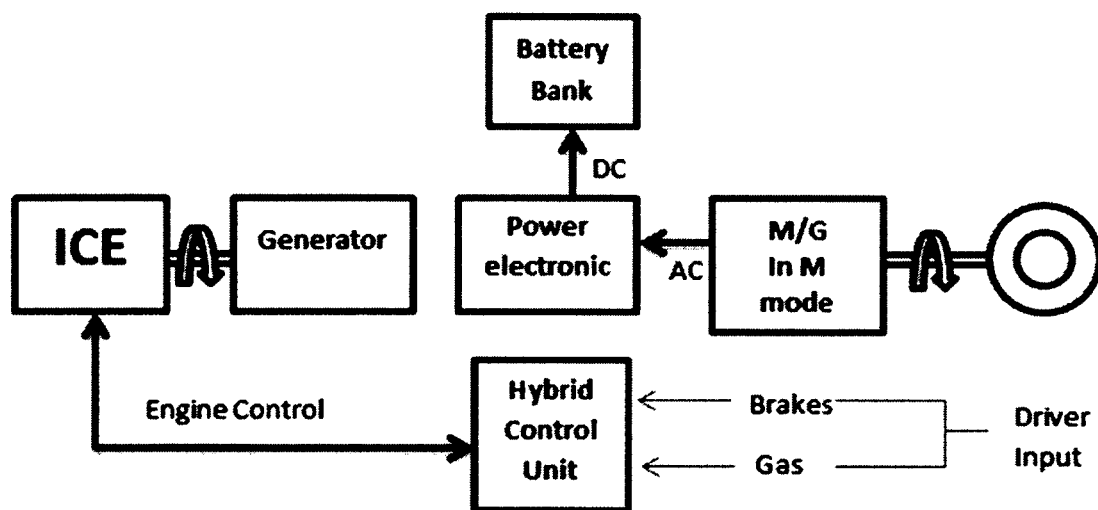 Battery
Bank
DC
ICE
Generator
Power
electronic
AC
M/G
In M
mode
Engine Control
Hybrid
Control
Unit
Brakes
Gas
Driver
Input